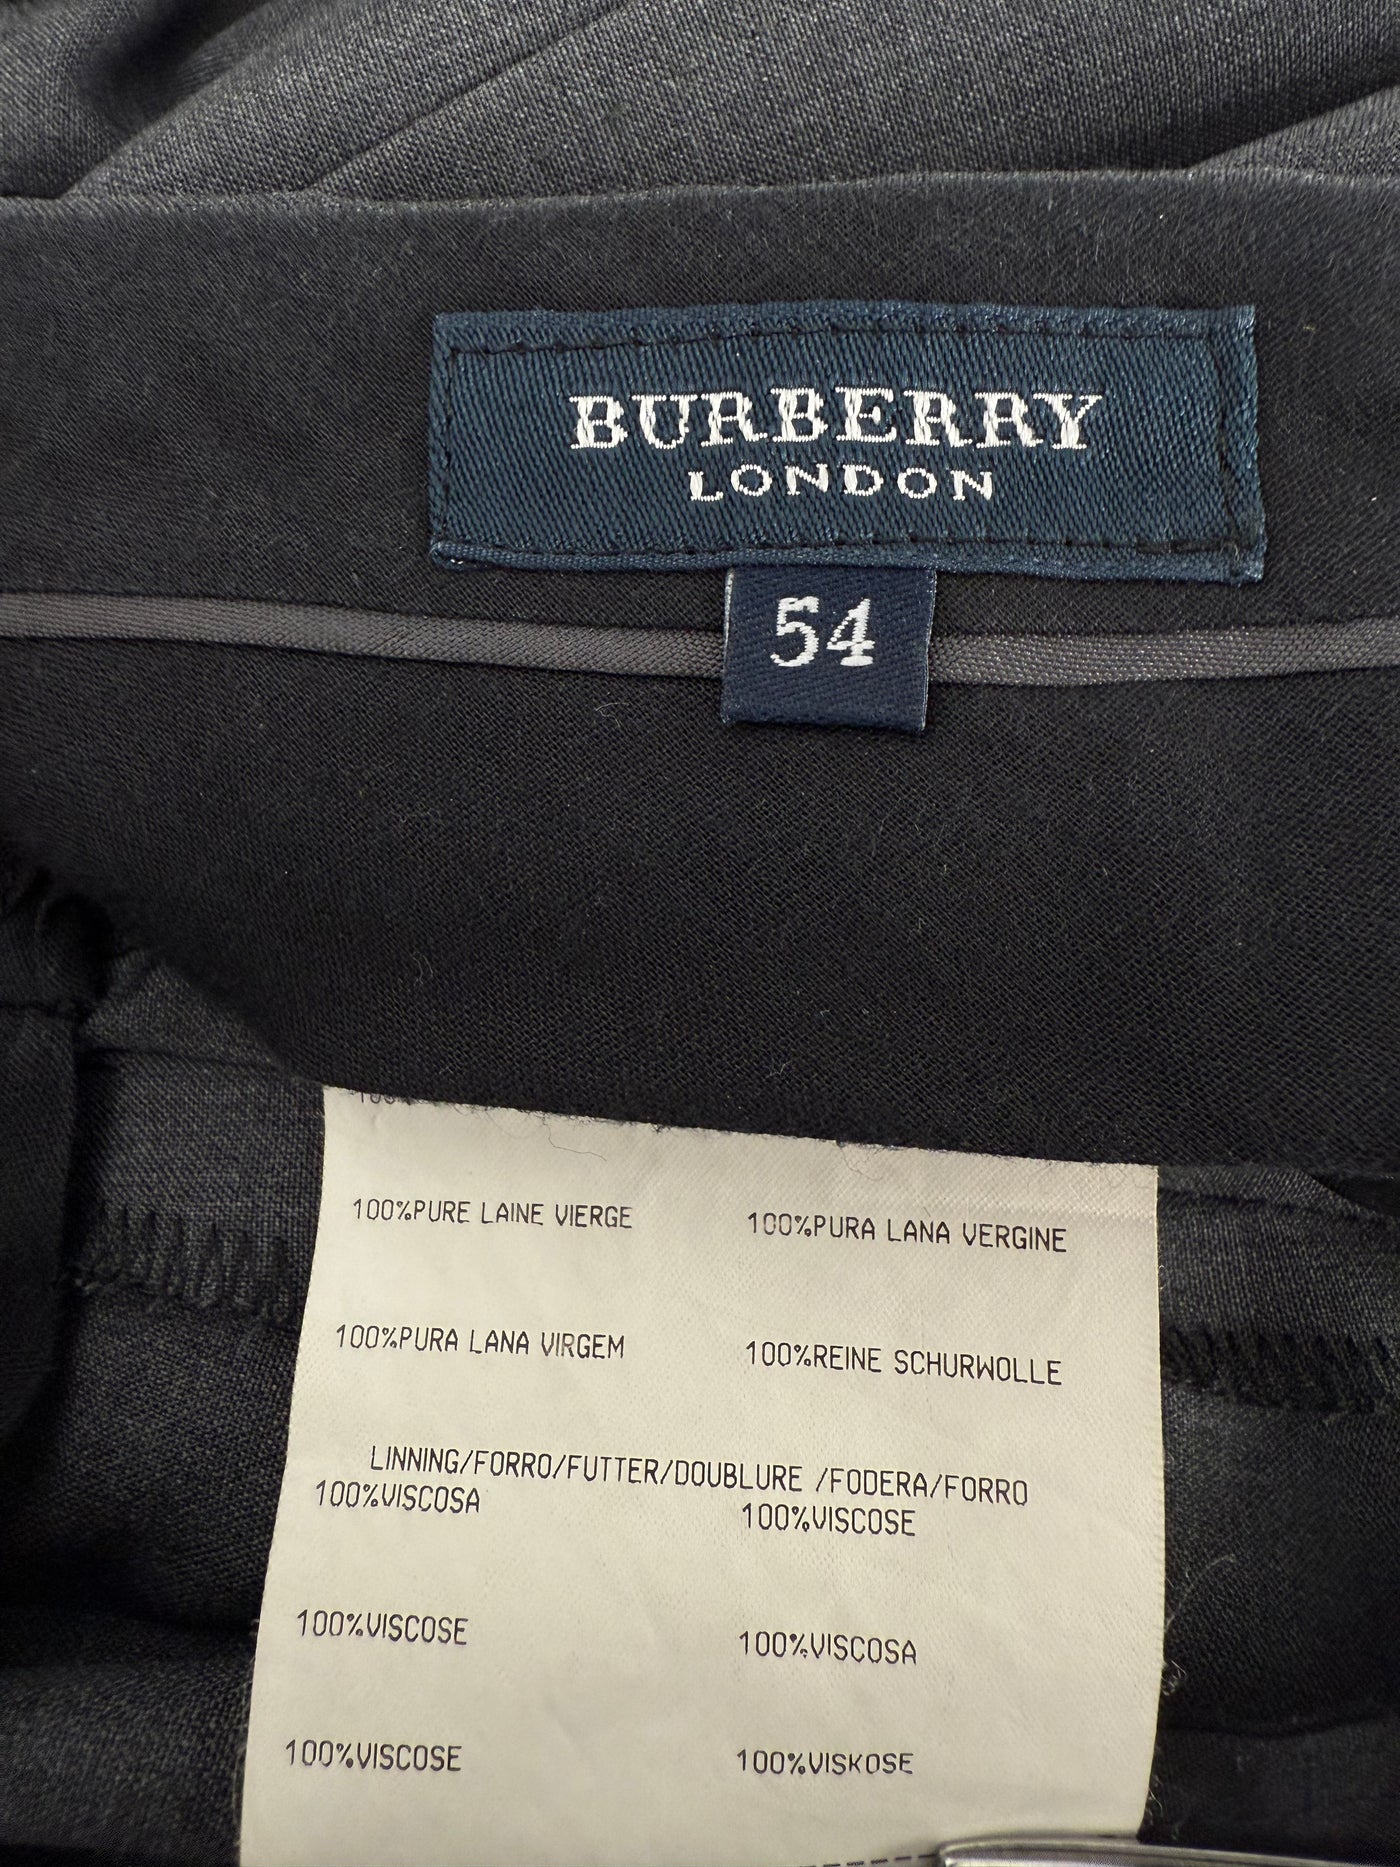 BURBERRY
LONDON
54
100%PURE LAINE VIERGE 100%PURA LANA VERGINE
100%PURA LANA VIRGEM 100%REINE SCHURWOLLE
LINNING/FORRO/FUTTER/DOUBLURE /FODERA/FORRO
100%VISCOSA 100%VISCOSE
100%VISCOSE 100%VISCOSA
100%VISCOSE 100%VISKOSE